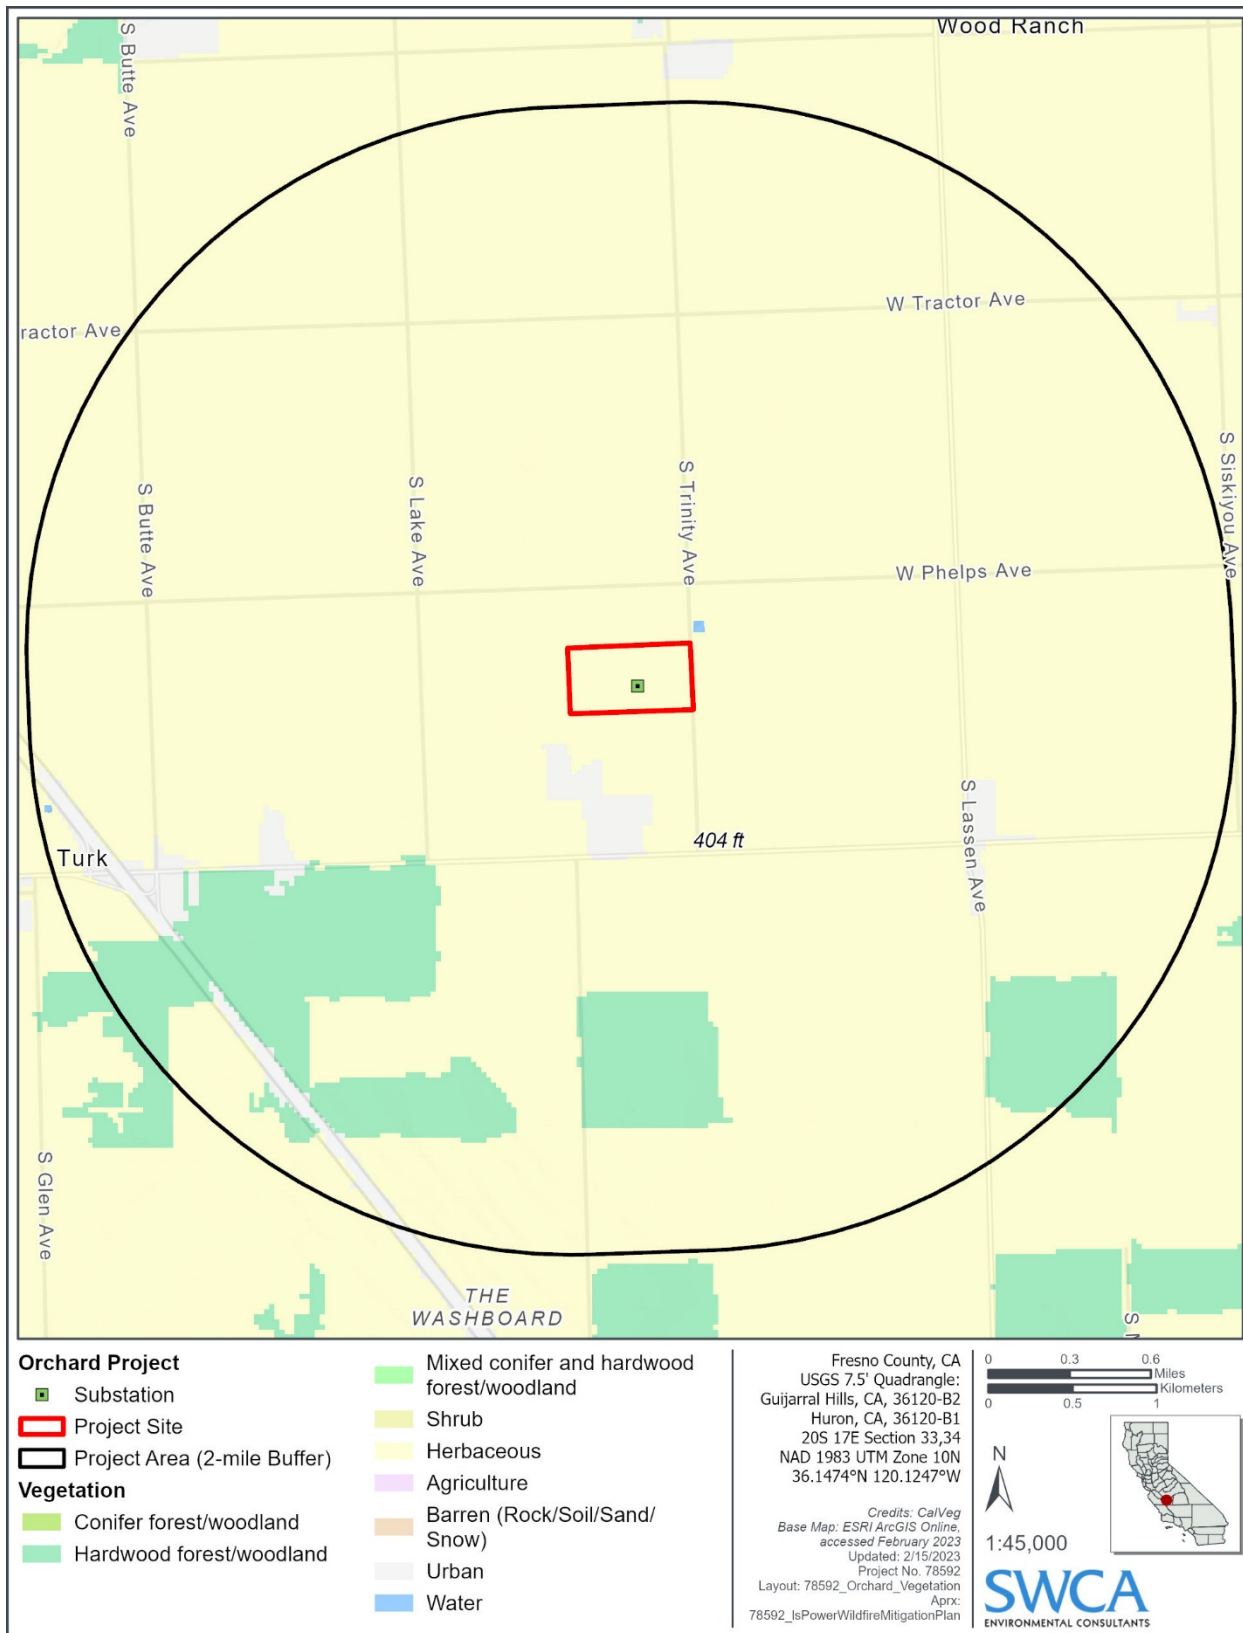 Wood Ranch
S Butte Ave
W Tractor Ave
ractor Ave
S Siskiyou Ave
S Trinity Ave
S Lake Ave
S Butte Ave
W Phelps Ave
S Lassen Ave
404 ft
Turk
S Glen Ave
THE
WASHBOARD
Orchard Project
Substation
Project Site
Project Area (2-mile Buffer)
Vegetation
Conifer forest/woodland
Hardwood forest/woodland
Mixed conifer and hardwood
forest/woodland
Shrub
Herbaceous
Agriculture
Barren (Rock/Soil/Sand/
Snow)
Urban
Water
Fresno County, CA
USGS 7.5' Quadrangle:
Guijarral Hills, CA, 36120-B2
Huron, CA, 36120-B1
20S 17E Section 33,34
NAD 1983 UTM Zone 10N
36.1474°N 120.1247°W
Credits: CalVeg
Base Map: ESRI ArcGIS Online,
accessed February 2023
Updated: 2/15/2023
Project No. 78592
Layout: 78592_Orchard_Vegetation
Aprx:
78592_IsPowerWildfireMitigationPlan
0 0.3 0.6
Miles
Kilometers
0 0.5 1
N
1:45,000
SWCA
ENVIRONMENTAL CONSULTANTS